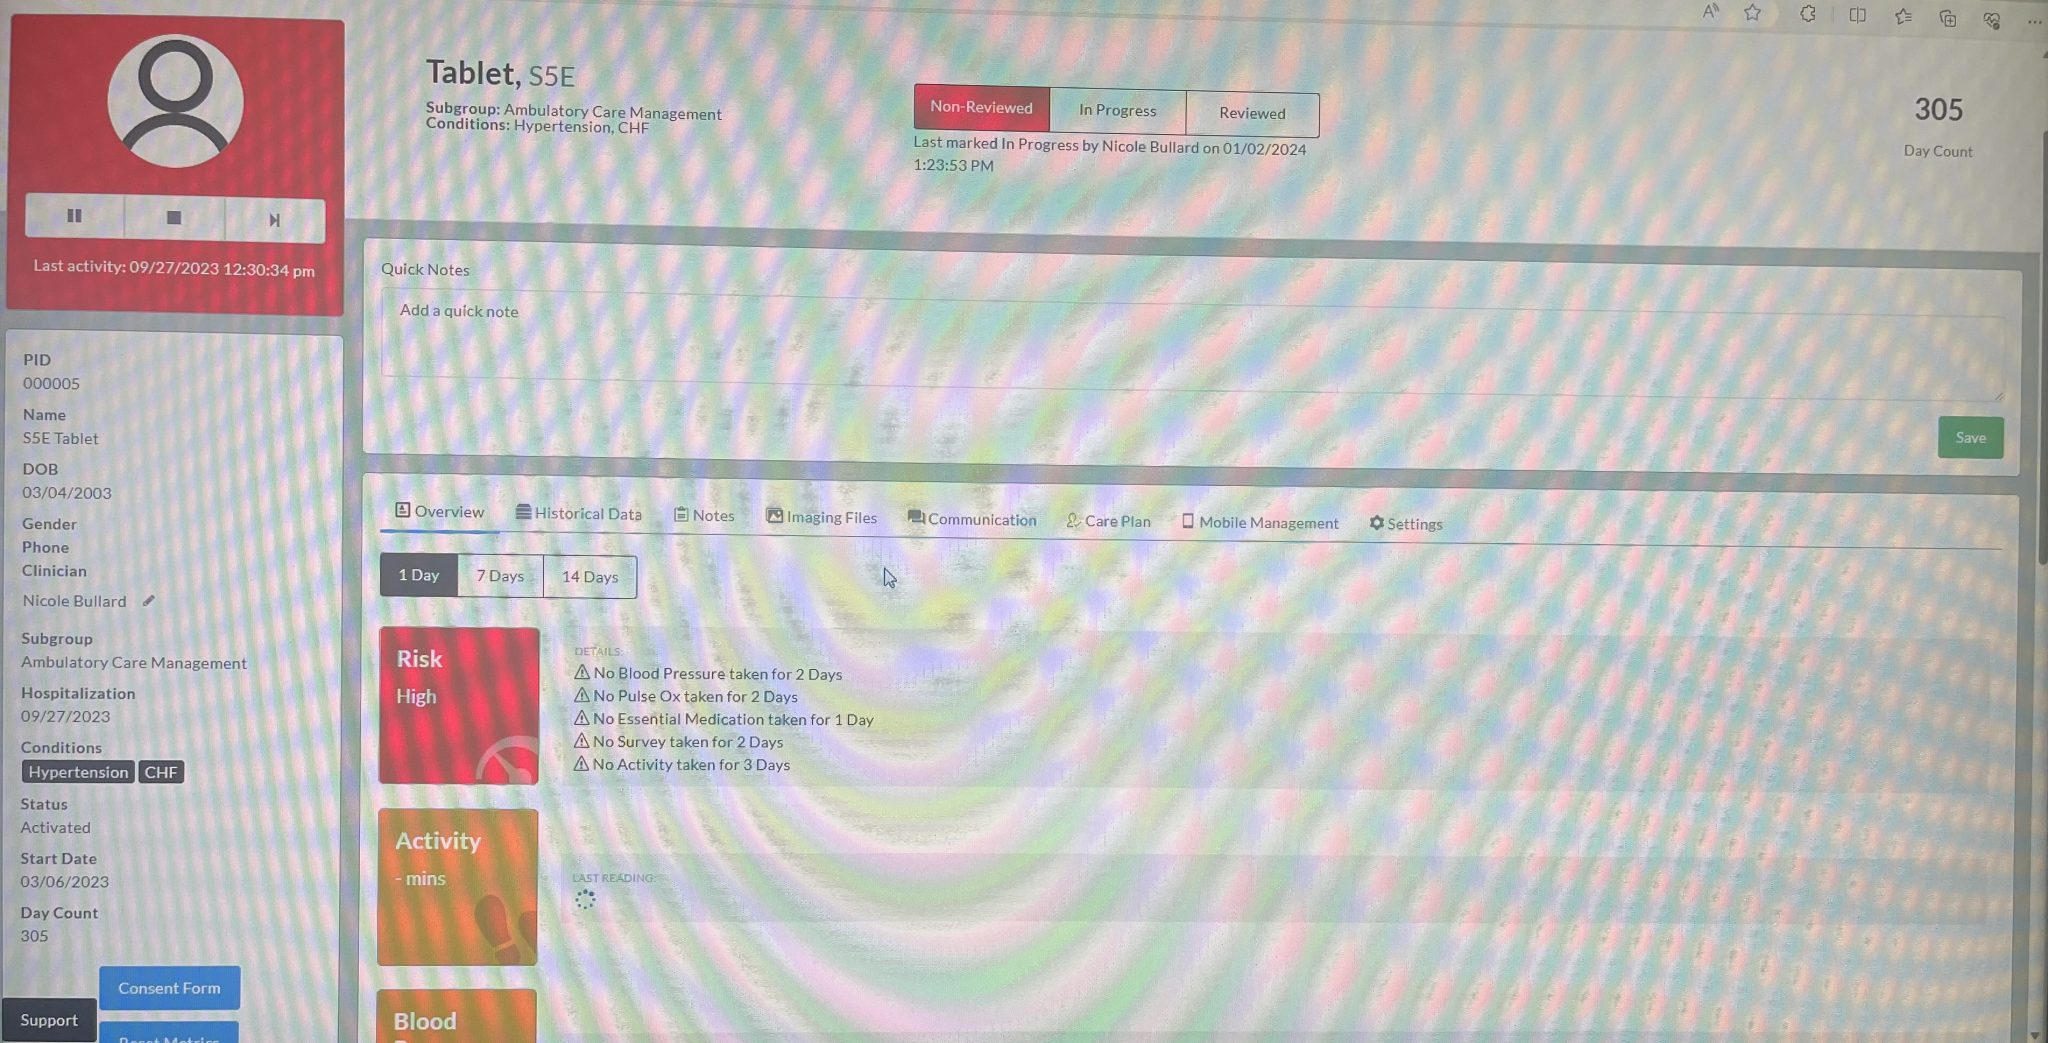 Last activity: 09/27/2023 12:30:34 pm
PID
000005
Name
S5E Tablet
DOB
03/04/2003
Gender
Phone
Clinician
Nicole Bullard
Subgroup
Ambulatory Care Management
Hospitalization
09/27/2023
Conditions
Hypertension CHF
Status
Activated
Start Date
03/06/2023
Day Count
305
Consent Form
Support
Reset Metrics
Tablet, S5E
Subgroup: Ambulatory Care Management
Conditions: Hypertension, CHF
Non-Reviewed In Progress Reviewed
Last marked In Progress by Nicole Bullard on 01/02/2024
1:23:53 PM
305
Day Count
Quick Notes
Add a quick note
Save
Overview Historical Data Notes Imaging Files Communication Care Plan Mobile Management Settings
1 Day 7 Days 14 Days
Risk
High
DETAILS:
No Blood Pressure taken for 2 Days
No Pulse Ox taken for 2 Days
No Essential Medication taken for 1 Day
No Survey taken for 2 Days
No Activity taken for 3 Days
Activity
- mins
LAST READING:
Blood